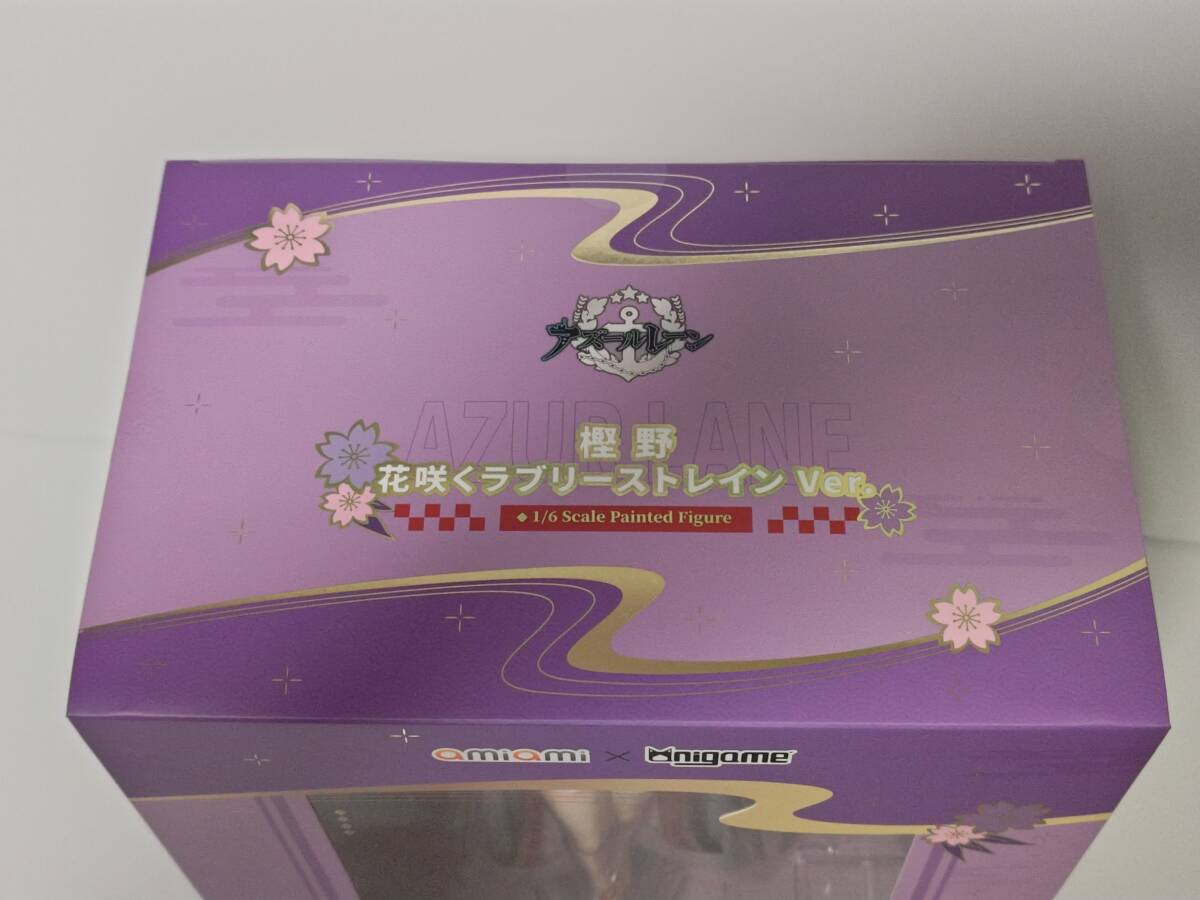 アズールレーン
AZUR LANE
樫野
花咲くラブリーストレイン Ver.
1/6 Scale Painted Figure
amiami × Onigame